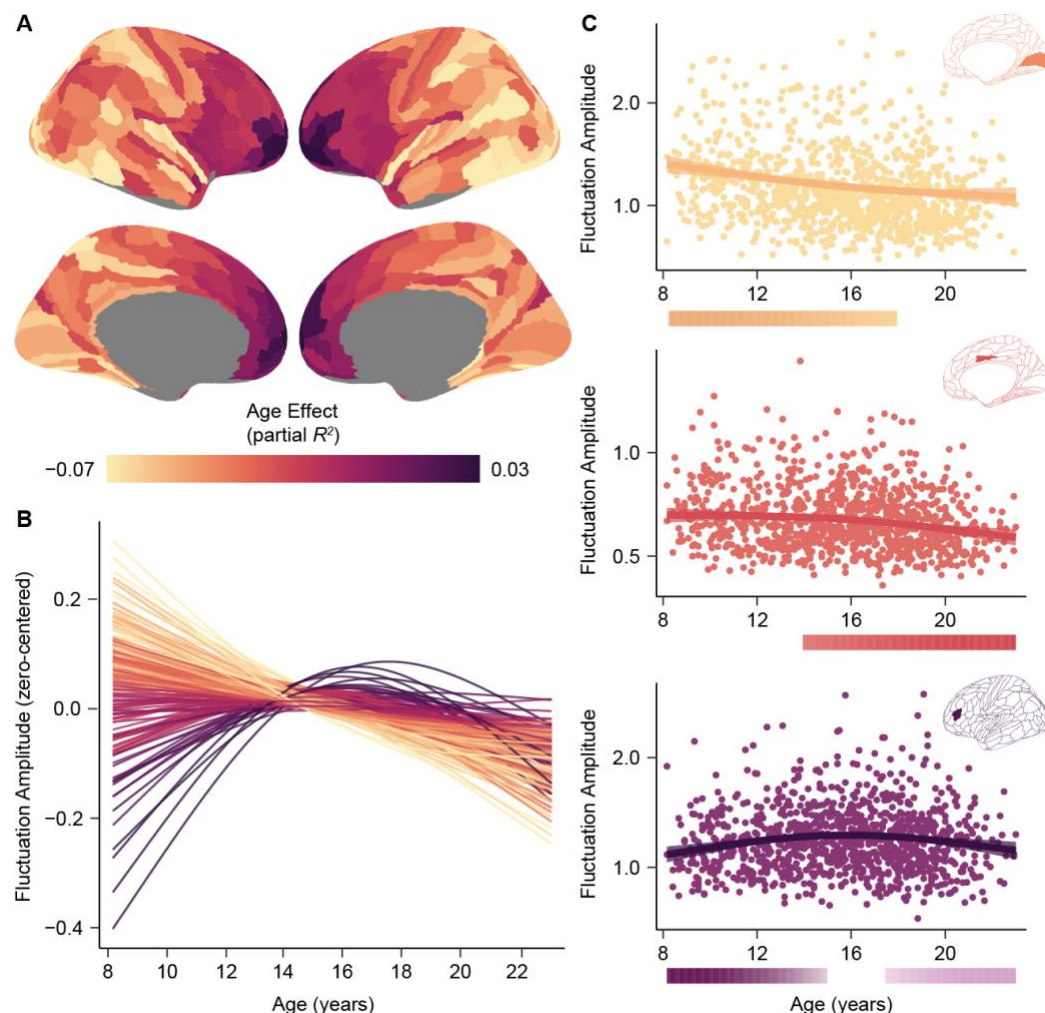 A
Age Effect
(partial R²)
−0.07
0.03
B
Fluctuation Amplitude (zero-centered)
0.2
0.0
−0.2
−0.4
8
10
12
14
16
18
20
22
Age (years)
C
Fluctuation Amplitude
2.0
1.0
8
12
16
20
Fluctuation Amplitude
1.0
0.5
8
12
16
20
Fluctuation Amplitude
2.0
1.0
8
12
16
20
Age (years)